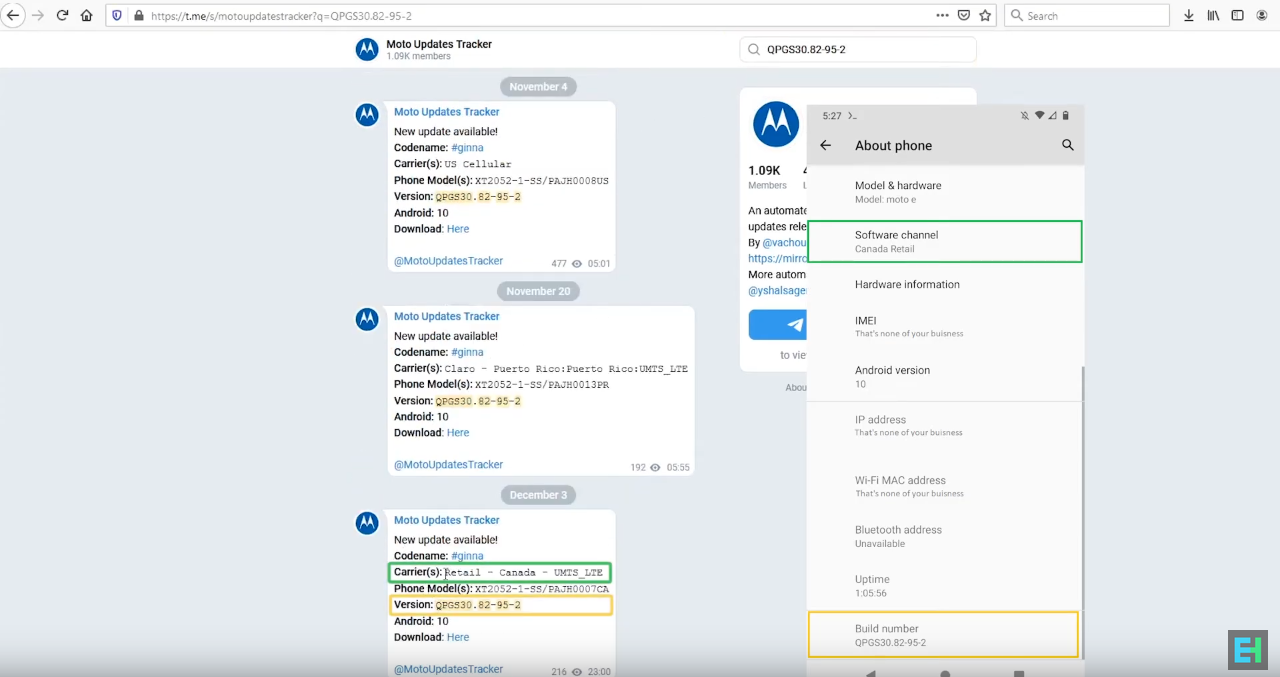 https://t.me/s/motoupdatestracker?q=QPGS30.82-95-2
Search
Moto Updates Tracker
1.09K members
QPGS30.82-95-2
November 4
Moto Updates Tracker
New update available!
Codename: #ginna
Carrier(s): US Cellular
Phone Model(s): XT2052-1-SS/PAJH0008US
Version: QPGS30.82-95-2
Android: 10
Download: Here
@MotoUpdatesTracker
477 05:01
November 20
Moto Updates Tracker
New update available!
Codename: #ginna
Carrier(s): Claro - Puerto Rico:Puerto Rico:UMTS_LTE
Phone Model(s): XT2052-1-SS/PAJH0013PR
Version: QPGS30.82-95-2
Android: 10
Download: Here
@MotoUpdatesTracker
192 05:55
December 3
Moto Updates Tracker
New update available!
Codename: #ginna
Carrier(s): Retail - Canada - UMTS_LTE
Phone Model(s): XT2052-1-SS/PAJH0007CA
Version: QPGS30.82-95-2
Android: 10
Download: Here
@MotoUpdatesTracker
216 23:00
1.09K
Members
An automate
updates rele
By @vachou
https://mirro
More autom
@yshalsage
to vie
Abou
5:27
About phone
Model & hardware
Model: moto e
Software channel
Canada Retail
Hardware information
IMEI
That's none of your buisness
Android version
10
IP address
That's none of your buisness
Wi-Fi MAC address
That's none of your buisness
Bluetooth address
Unavailable
Uptime
1:05:56
Build number
QPGS30.82-95-2
EH